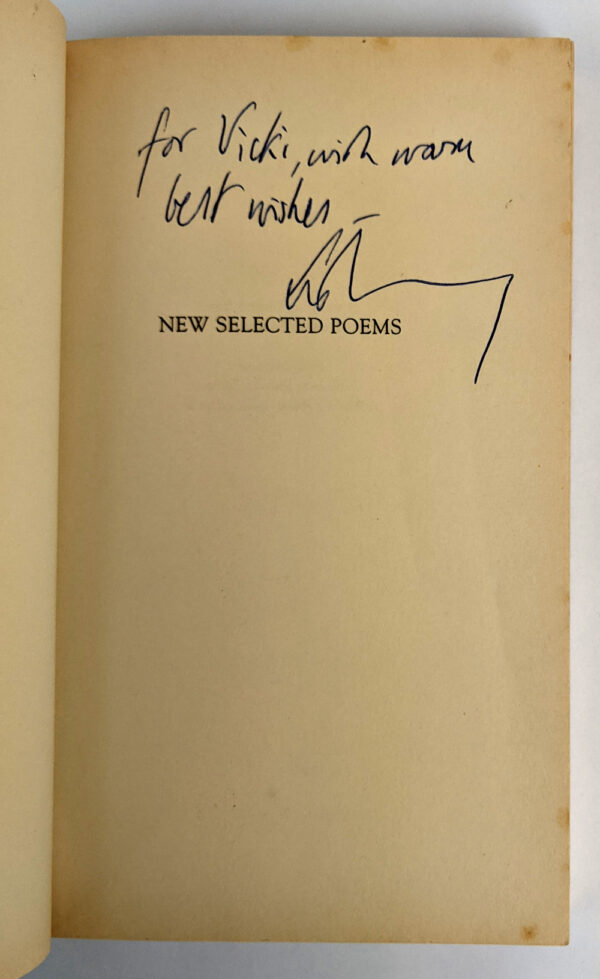 for Vicki, with warm
best wishes –
NEW SELECTED POEMS